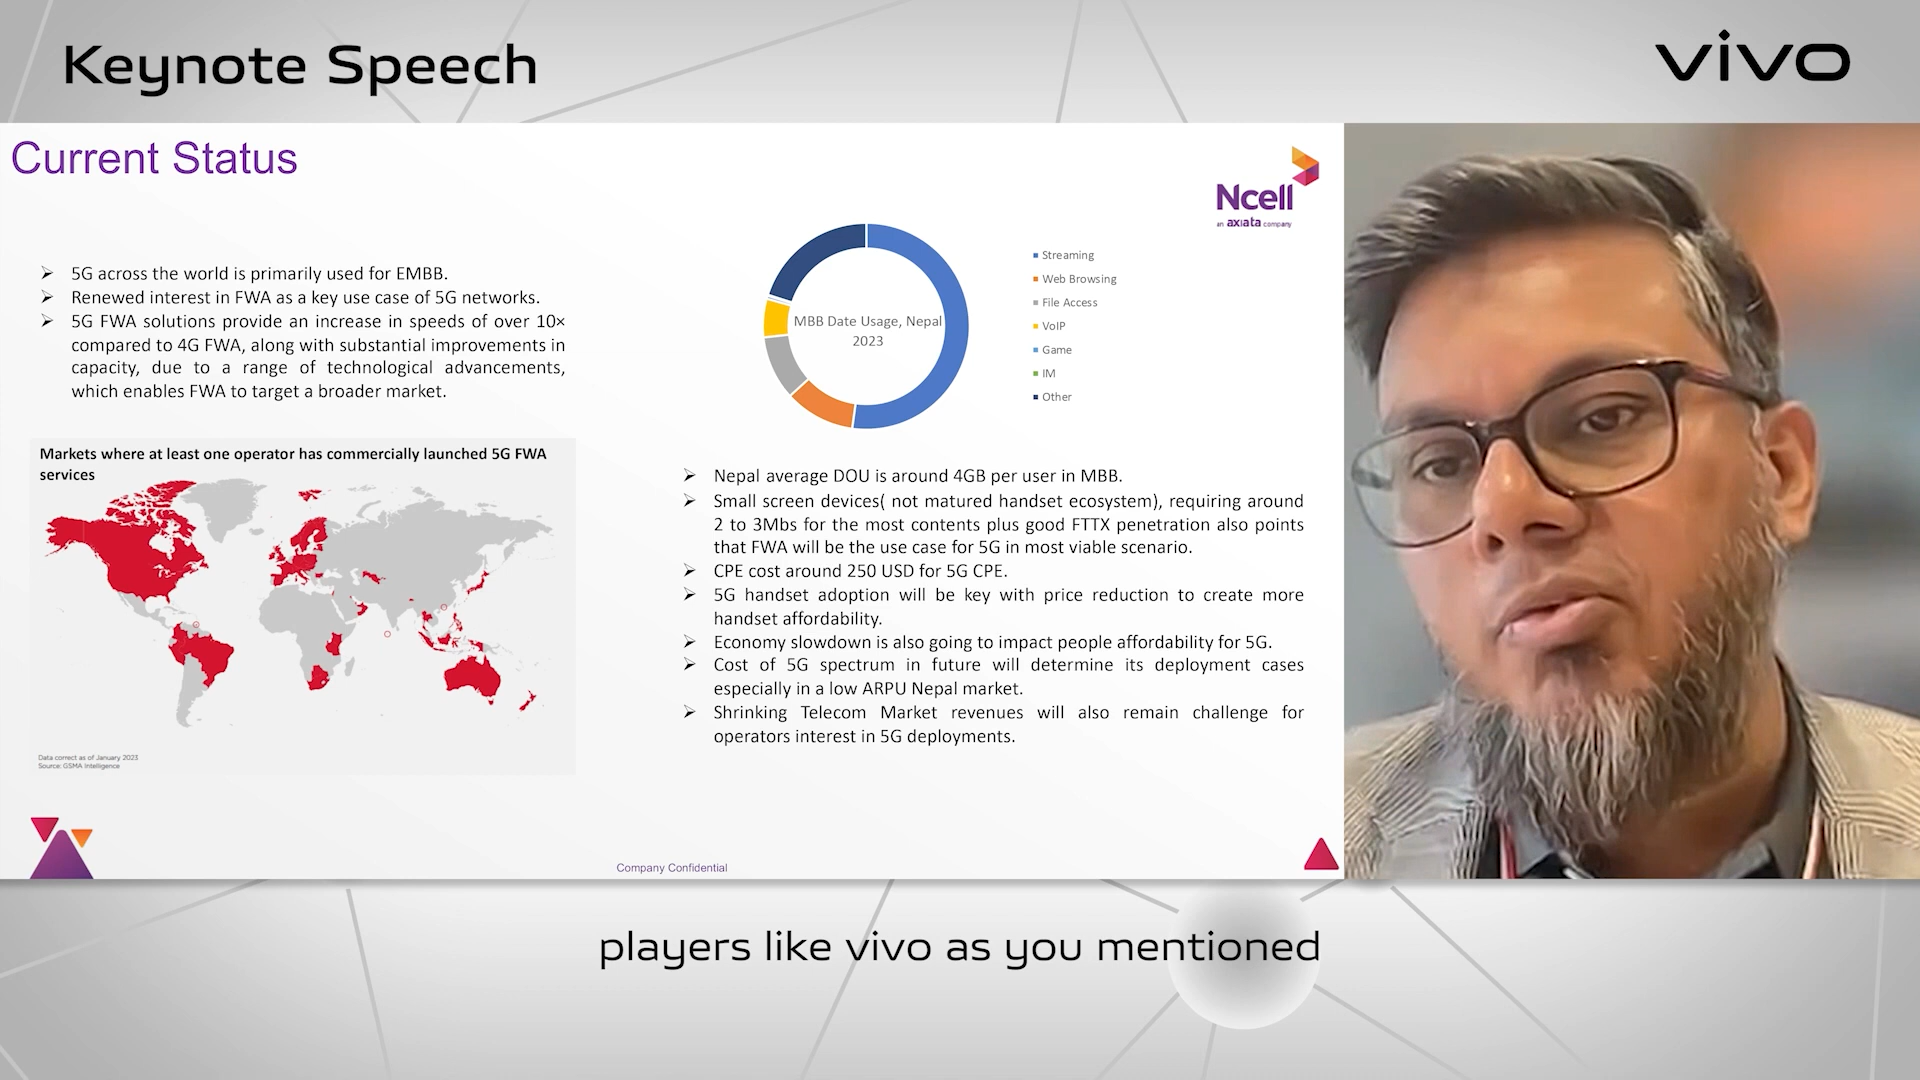 Keynote Speech
vivo
Current Status
Ncell
an axiata company
➢ 5G across the world is primarily used for EMBB.
➢ Renewed interest in FWA as a key use case of 5G networks.
➢ 5G FWA solutions provide an increase in speeds of over 10×
compared to 4G FWA, along with substantial improvements in
capacity, due to a range of technological advancements,
which enables FWA to target a broader market.
Markets where at least one operator has commercially launched 5G FWA
services
Data correct as of January 2023
Source: GSMA Intelligence
MBB Date Usage, Nepal
2023
Streaming
Web Browsing
File Access
VoIP
Game
IM
Other
➢ Nepal average DOU is around 4GB per user in MBB.
➢ Small screen devices( not matured handset ecosystem), requiring around
2 to 3Mbs for the most contents plus good FTTX penetration also points
that FWA will be the use case for 5G in most viable scenario.
➢ CPE cost around 250 USD for 5G CPE.
➢ 5G handset adoption will be key with price reduction to create more
handset affordability.
➢ Economy slowdown is also going to impact people affordability for 5G.
➢ Cost of 5G spectrum in future will determine its deployment cases
especially in a low ARPU Nepal market.
➢ Shrinking Telecom Market revenues will also remain challenge for
operators interest in 5G deployments.
Company Confidential
players like vivo as you mentioned